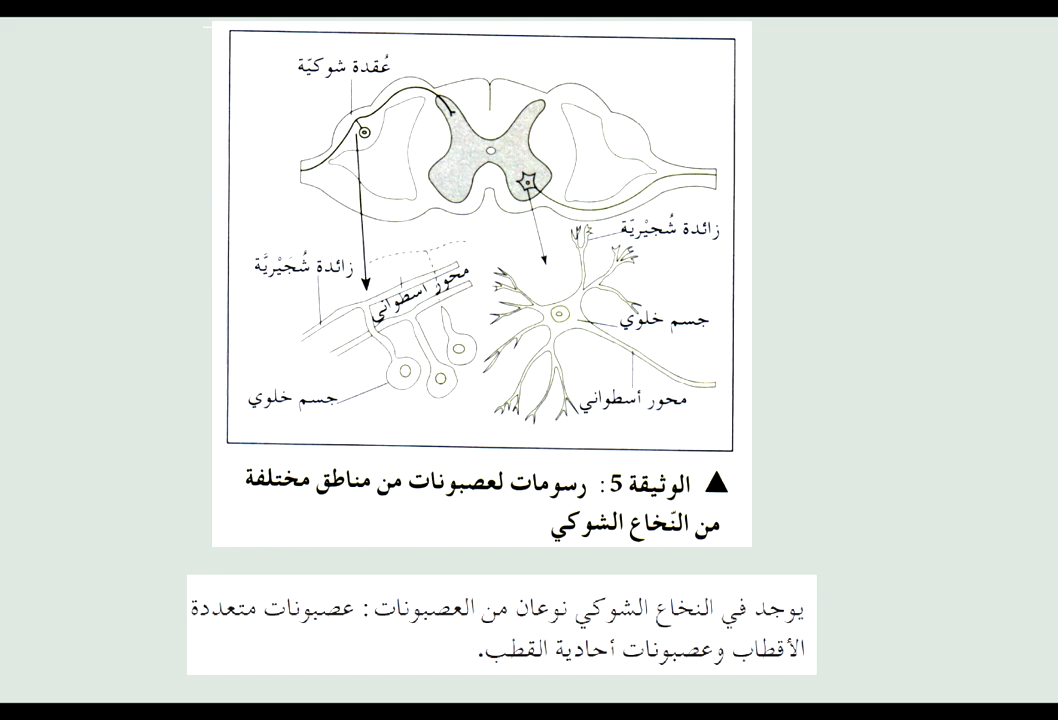 عُقدة شوكيّة
زائدة شُجيْريّة
زائدة شُجَيْريَّة
محور اسطواني
جسم خلوي
جسم خلوي
محور أسطواني
▲ الوثيقة 5: رسومات لعصبونات من مناطق مختلفة
من النّخاع الشوكي
يوجد في النخاع الشوكي نوعان من العصبونات: عصبونات متعددة
الأقطاب وعصبونات أحادية القطب.